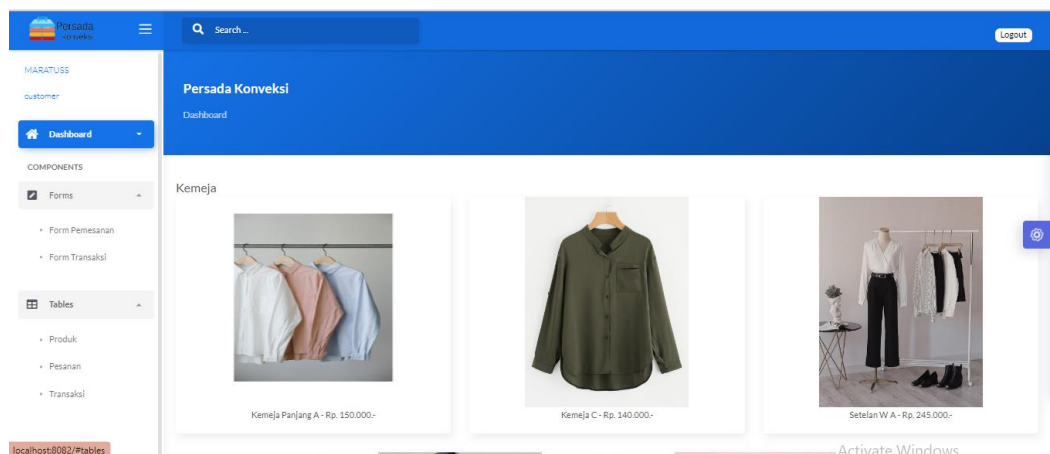 Persada
Konveksi
Search ...
Logout
MARATUSS
customer
Persada Konveksi
Dashboard
Dashboard
COMPONENTS
Forms
Form Pemesanan
Form Transaksi
Tables
Produk
Pesanan
Transaksi
Kemeja
Kemeja Panjang A - Rp. 150.000.-
Kemeja C - Rp. 140.000.-
Setelan W A - Rp. 245.000.-
localhost:8082/#tables
Activate Windows